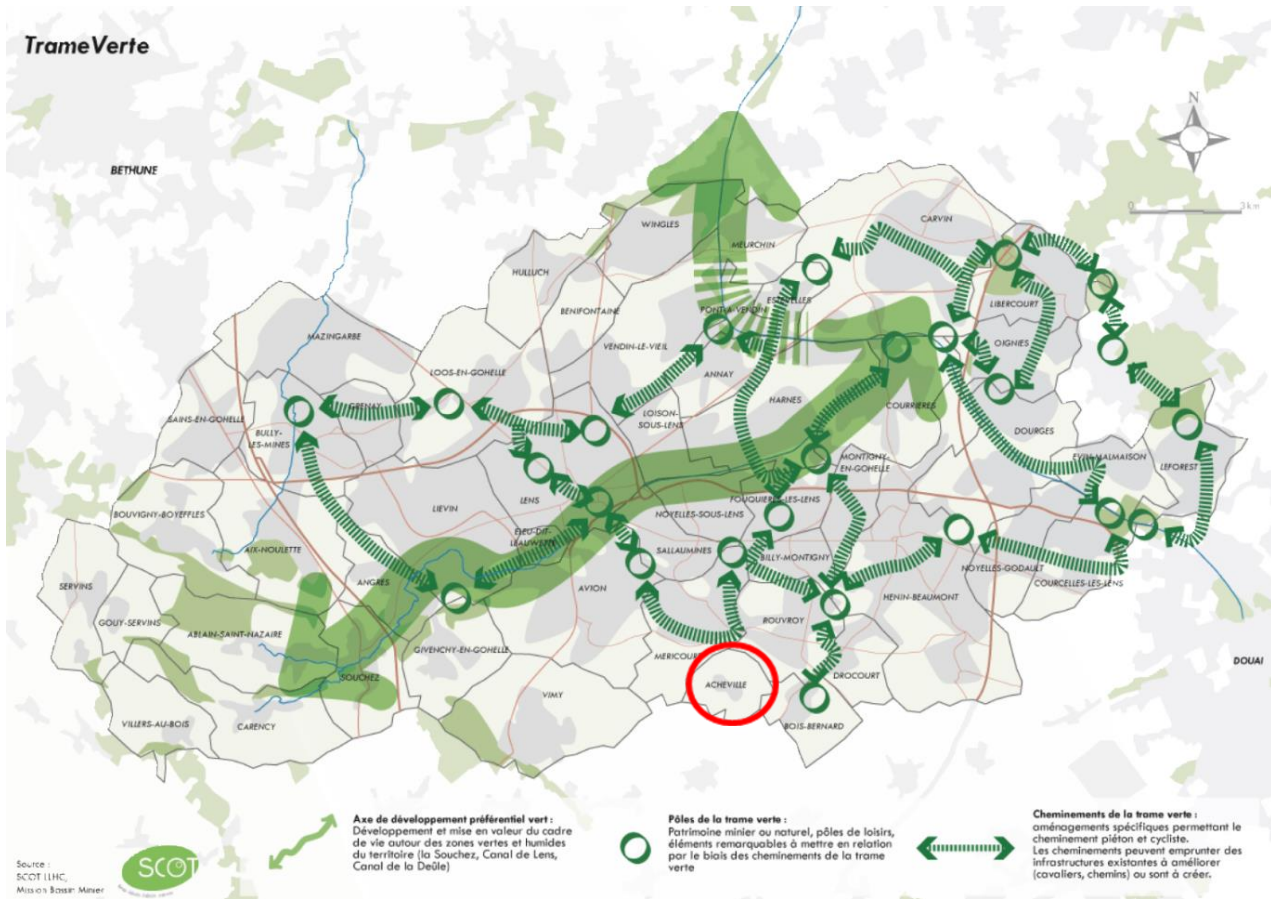 TrameVerte
N
BETHUNE
0 3km
CARVIN
WINGLES
MEURCHIN
HULLUCH
ESTEVELLES
LIBERCOURT
BENIFONTAINE
PONT-A-VENDIN
MAZINGARBE
OIGNIES
VENDIN-LE-VIEIL
LOOS-EN-GOHELLE
ANNAY
HARNES
COURRIERES
GRENAY
LOISON-
SOUS-LENS
SAINS-EN-GOHELLE
DOURGES
BULLY-
LES-MINES
MONTIGNY-
EN-GOHELLE
EVIN-MALMAISON
LEFOREST
LENS
FOUQUIERES-LES-LENS
LIEVIN
NOYELLES-SOUS-LENS
BOUVIGNY-BOYEFFLES
ELEU-DIT-
LEAUWETTE
AIX-NOULETTE
SALLAUMINES
BILLY-MONTIGNY
NOYELLES-GODAULT
COURCELLES-LES-LENS
ANGRES
SERVINS
AVION
HENIN-BEAUMONT
GOUY-SERVINS
ROUVROY
ABLAIN-SAINT-NAZAIRE
GIVENCHY-EN-GOHELLE
MERICOURT
DOUAI
DROCOURT
SOUCHEZ
ACHEVILLE
VIMY
VILLERS-AU-BOIS
CARENCY
BOIS-BERNARD
Axe de développement préférentiel vert :
Développement et mise en valeur du cadre
de vie autour des zones vertes et humides
du territoire (la Souchez, Canal de Lens,
Canal de la Deûle)
Pôles de la trame verte :
Patrimoine minier ou naturel, pôles de loisirs,
éléments remarquables à mettre en relation
par le biais des cheminements de la trame
verte
Cheminements de la trame verte :
aménagements spécifiques permettant le
cheminement piéton et cycliste.
Les cheminements peuvent emprunter des
infrastructures existantes à améliorer
(cavaliers, chemins) ou sont à créer.
Source :
SCOT LLHC,
Mission Bassin Minier
SCOT